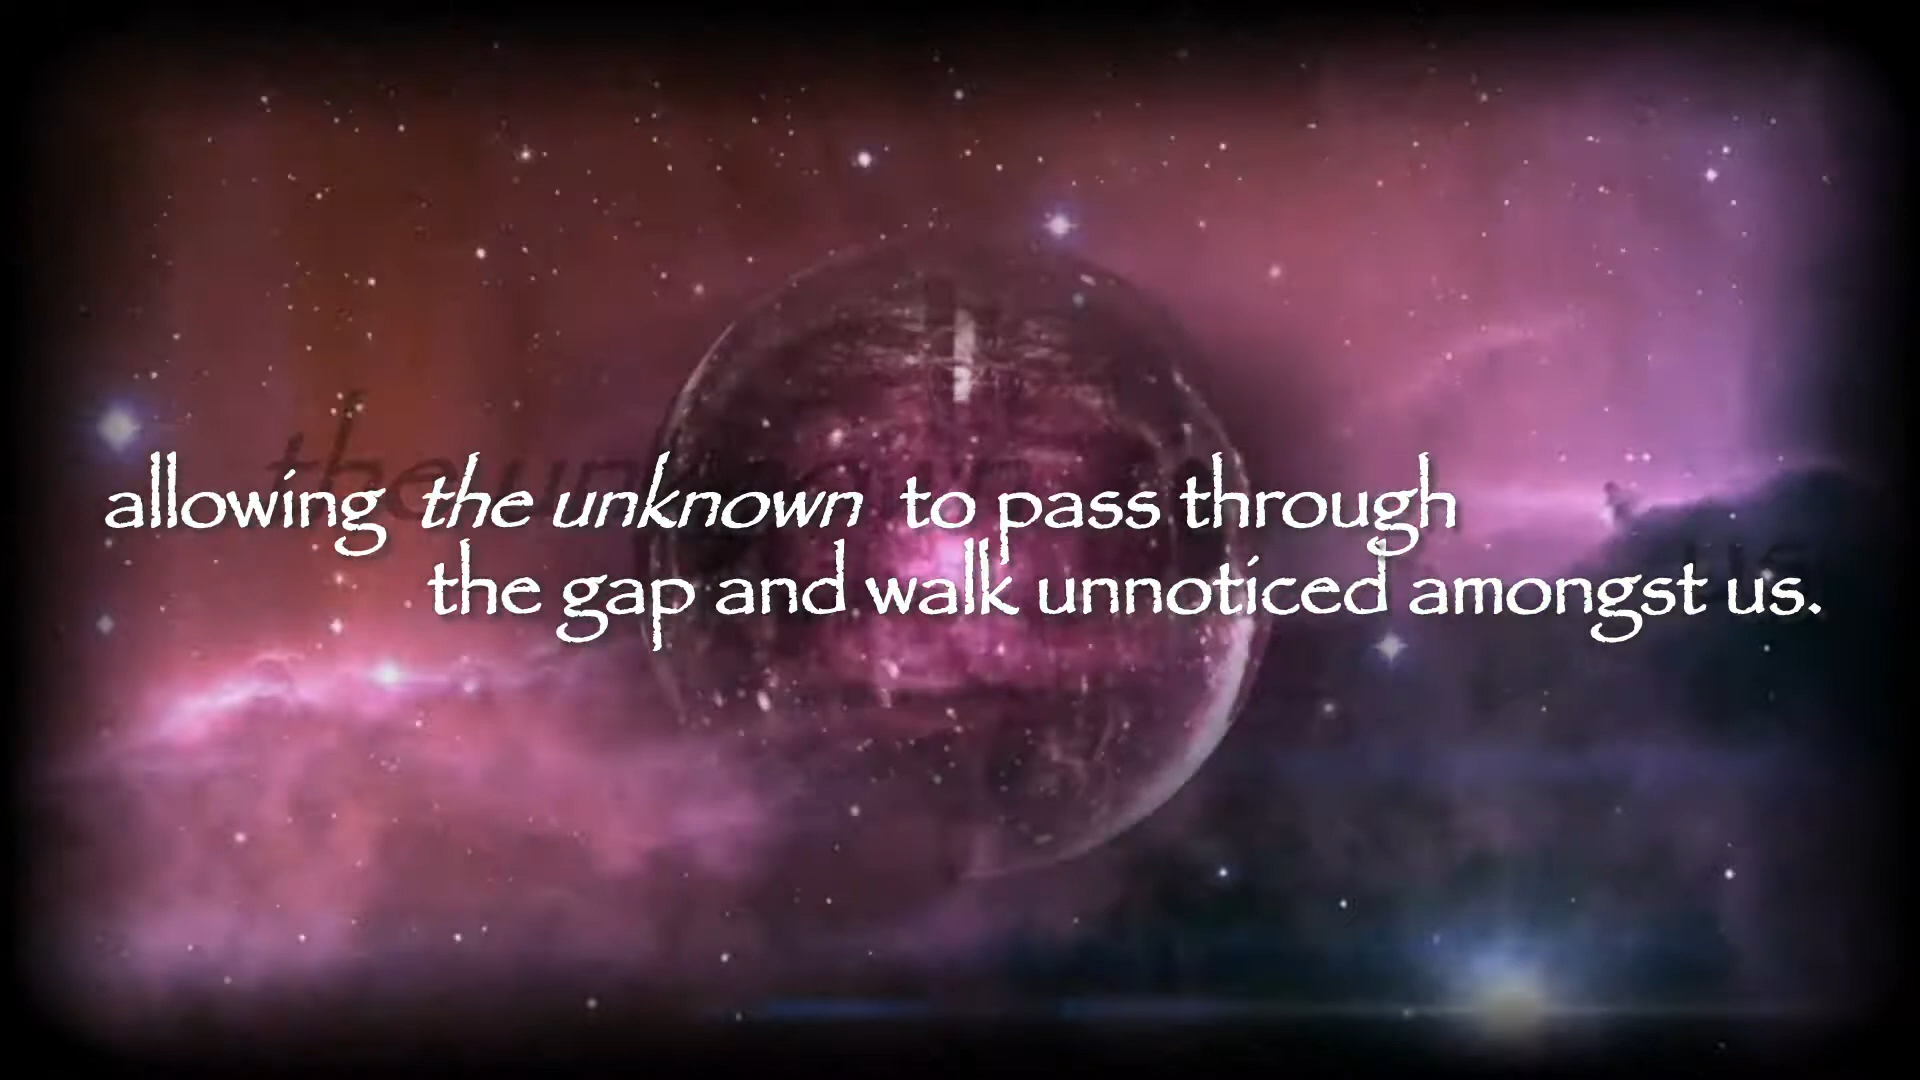 allowing the unknown to pass through
the gap and walk unnoticed amongst us.